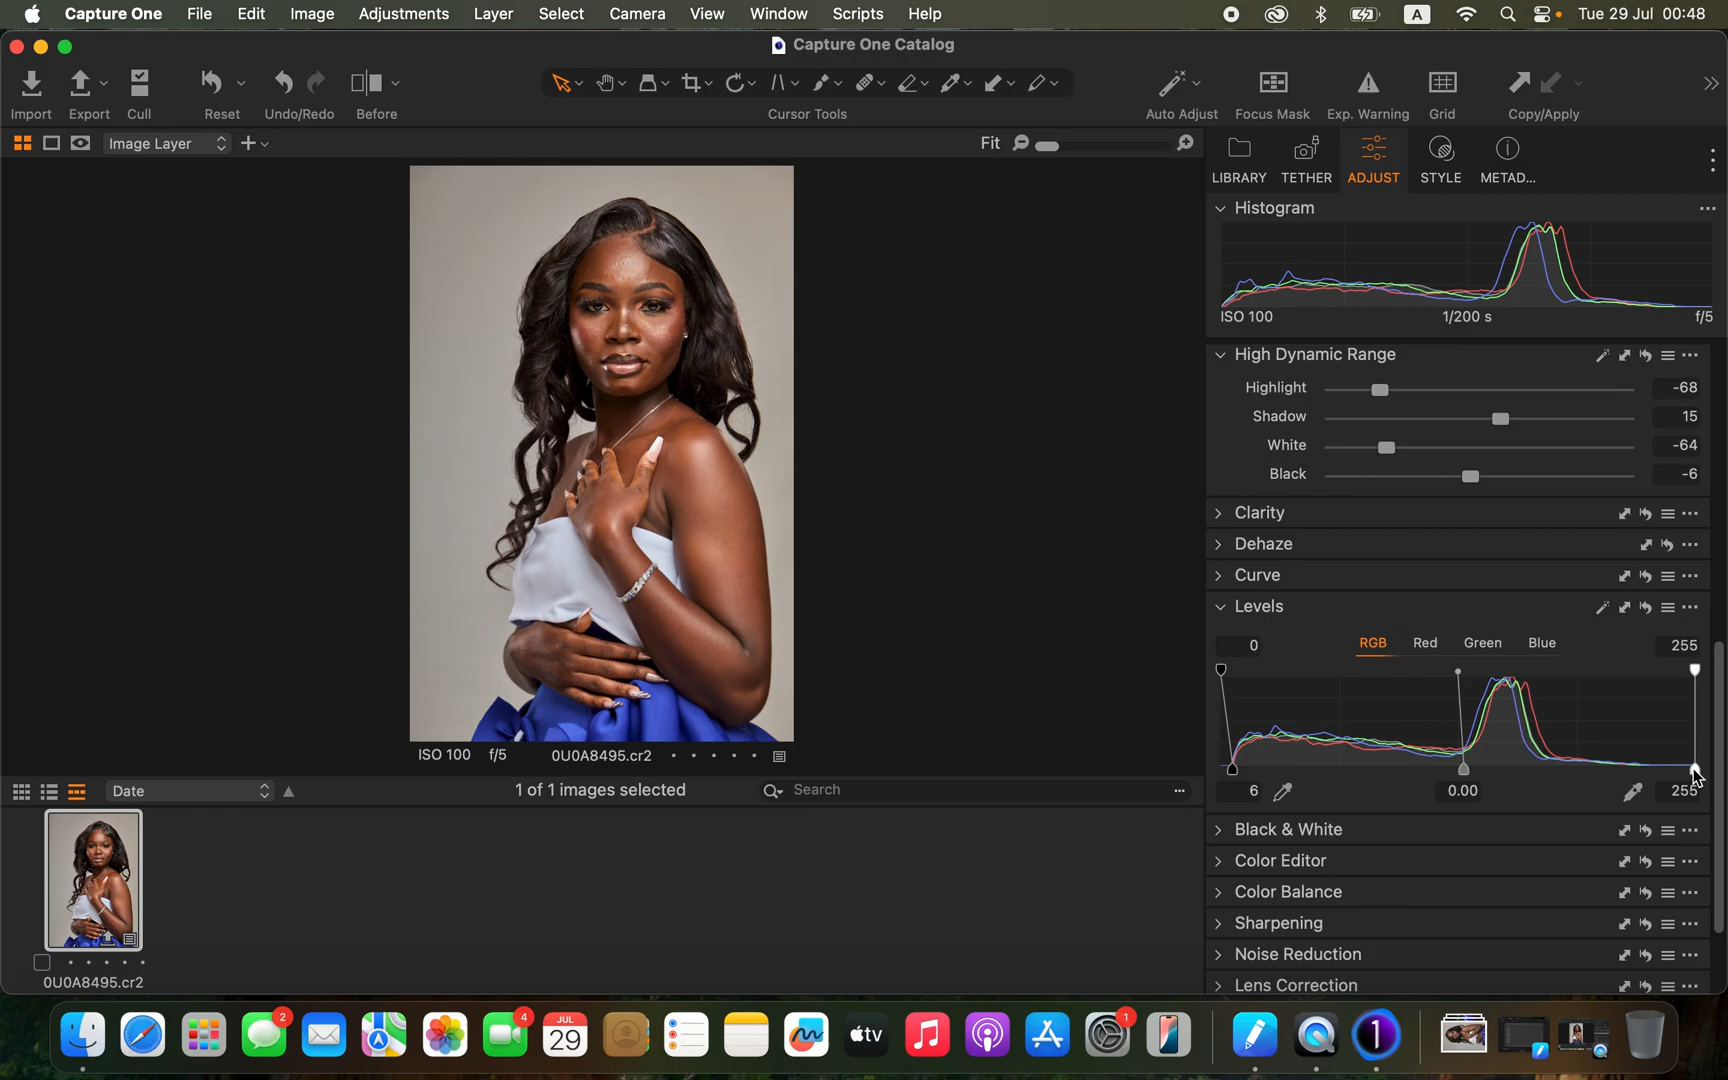 Capture One File Edit Image Adjustments Layer Select Camera View Window Scripts Help A Tue 29 Jul 00:48
Capture One Catalog
Import Export Cull Reset Undo/Redo Before Cursor Tools Auto Adjust Focus Mask Exp. Warning Grid Copy/Apply
Image Layer Fit
LIBRARY TETHER ADJUST STYLE METAD...
Histogram
ISO 100 1/200 s f/5
High Dynamic Range
Highlight -68
Shadow 15
White -64
Black -6
Clarity
Dehaze
Curve
Levels
0 RGB Red Green Blue 255
6 0.00 255
ISO 100 f/5 0U0A8495.cr2
Date 1 of 1 images selected Search
Black & White
Color Editor
Color Balance
Sharpening
Noise Reduction
Lens Correction
0U0A8495.cr2
2 4 JUL 29 tv 1 1